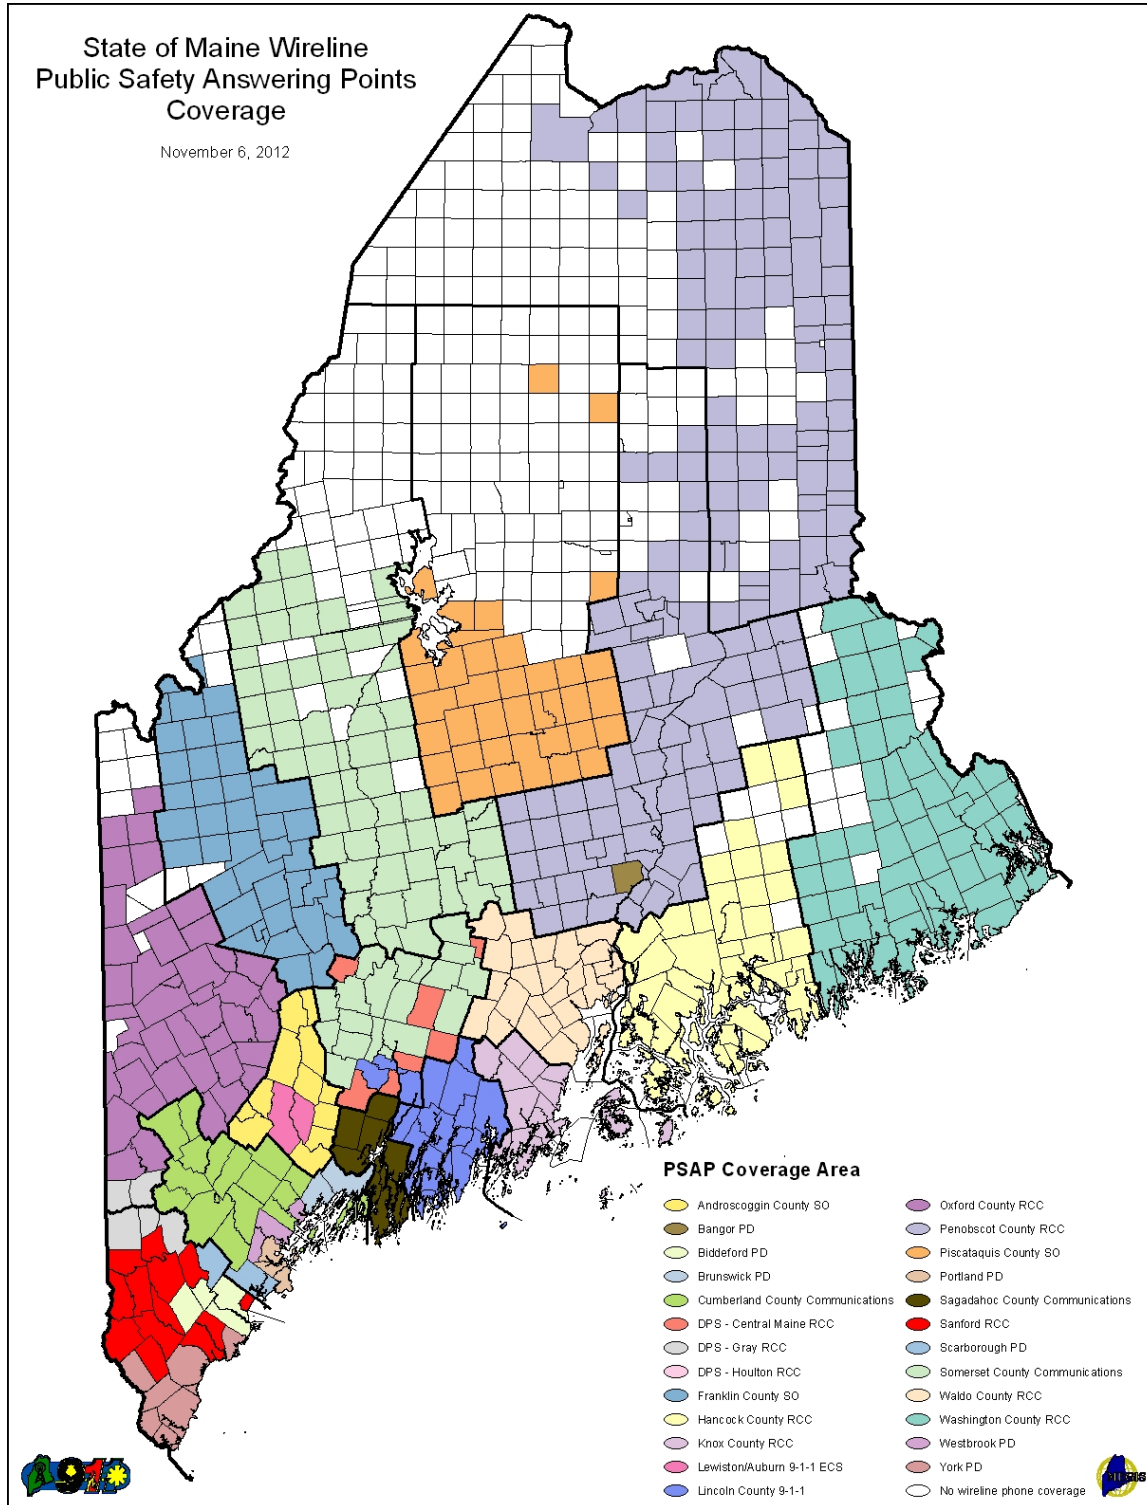 State of Maine Wireline
Public Safety Answering Points
Coverage
November 6, 2012
PSAP Coverage Area
Androscoggin County SO
Bangor PD
Biddeford PD
Brunswick PD
Cumberland County Communications
DPS - Central Maine RCC
DPS - Gray RCC
DPS - Houlton RCC
Franklin County SO
Hancock County RCC
Knox County RCC
Lewiston/Auburn 9-1-1 ECS
Lincoln County 9-1-1
Oxford County RCC
Penobscot County RCC
Piscataquis County SO
Portland PD
Sagadahoc County Communications
Sanford RCC
Scarborough PD
Somerset County Communications
Waldo County RCC
Washington County RCC
Westbrook PD
York PD
No wireline phone coverage